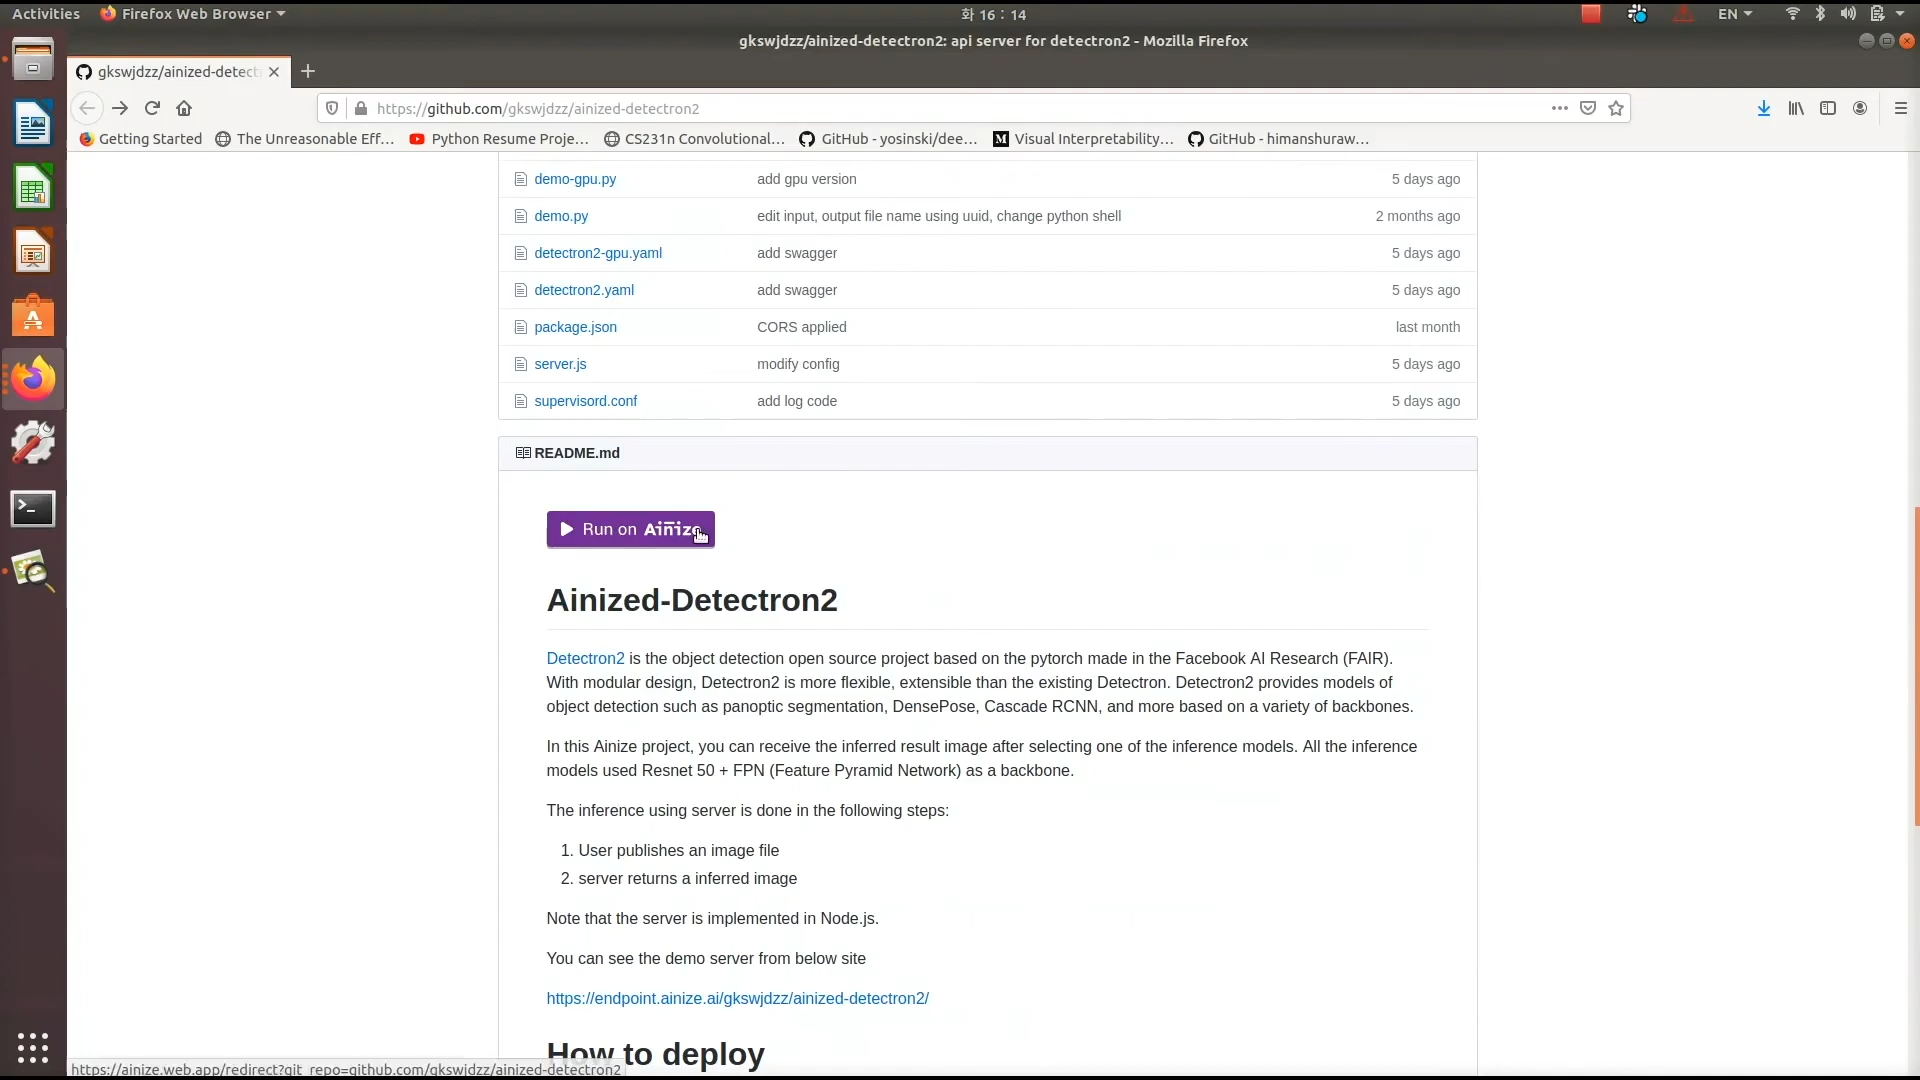 Activities Firefox Web Browser 화 16 : 14 EN
gkswjdzz/ainized-detectron2: api server for detectron2 - Mozilla Firefox
gkswjdzz/ainized-detect
https://github.com/gkswjdzz/ainized-detectron2
Getting Started The Unreasonable Eff... Python Resume Proje... CS231n Convolutional... GitHub - yosinski/dee... Visual Interpretability... GitHub - himanshuraw...
demo-gpu.py add gpu version 5 days ago
demo.py edit input, output file name using uuid, change python shell 2 months ago
detectron2-gpu.yaml add swagger 5 days ago
detectron2.yaml add swagger 5 days ago
package.json CORS applied last month
server.js modify config 5 days ago
supervisord.conf add log code 5 days ago
README.md
Run on Ainize
Ainized-Detectron2
Detectron2 is the object detection open source project based on the pytorch made in the Facebook AI Research (FAIR).
With modular design, Detectron2 is more flexible, extensible than the existing Detectron. Detectron2 provides models of
object detection such as panoptic segmentation, DensePose, Cascade RCNN, and more based on a variety of backbones.
In this Ainize project, you can receive the inferred result image after selecting one of the inference models. All the inference
models used Resnet 50 + FPN (Feature Pyramid Network) as a backbone.
The inference using server is done in the following steps:
1. User publishes an image file
2. server returns a inferred image
Note that the server is implemented in Node.js.
You can see the demo server from below site
https://endpoint.ainize.ai/gkswjdzz/ainized-detectron2/
How to deploy
https://ainize.web.app/redirect?git_repo=github.com/gkswjdzz/ainized-detectron2